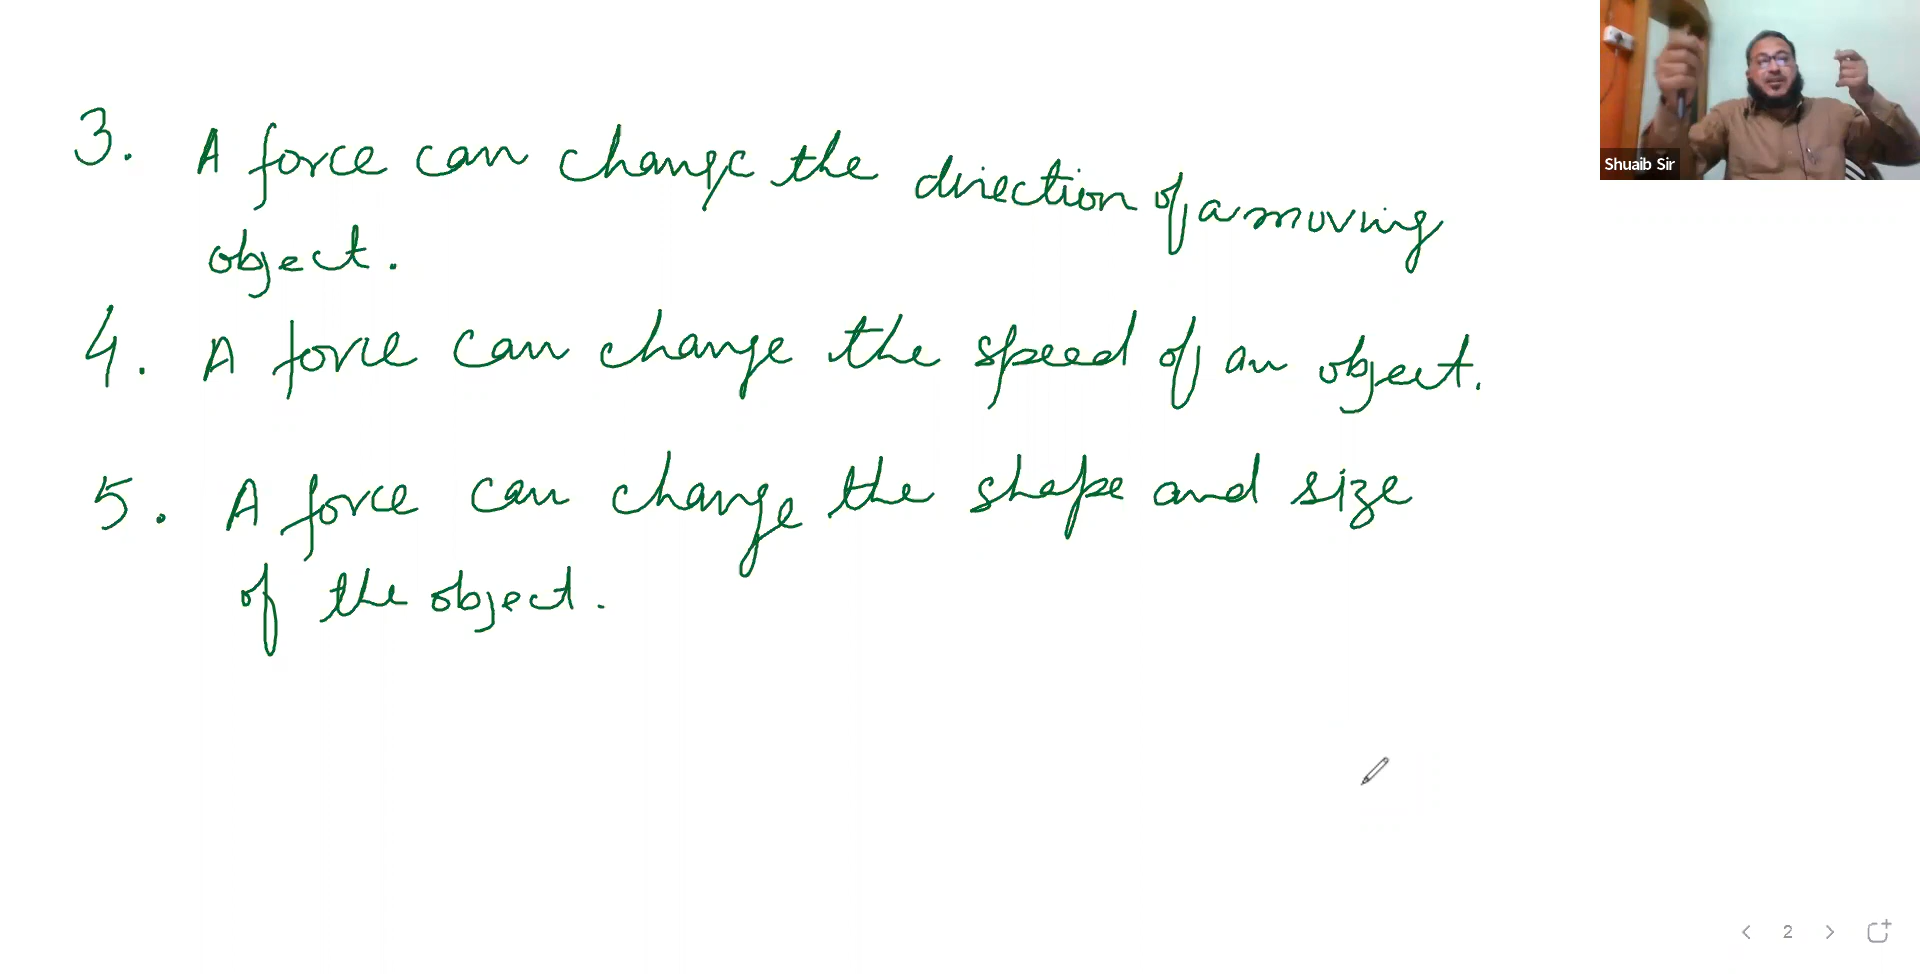 3. A force can change the direction of a moving
object.
4. A force can change the speed of an object.
5. A force can change the shape and size
of the object.
Shuaib Sir
2